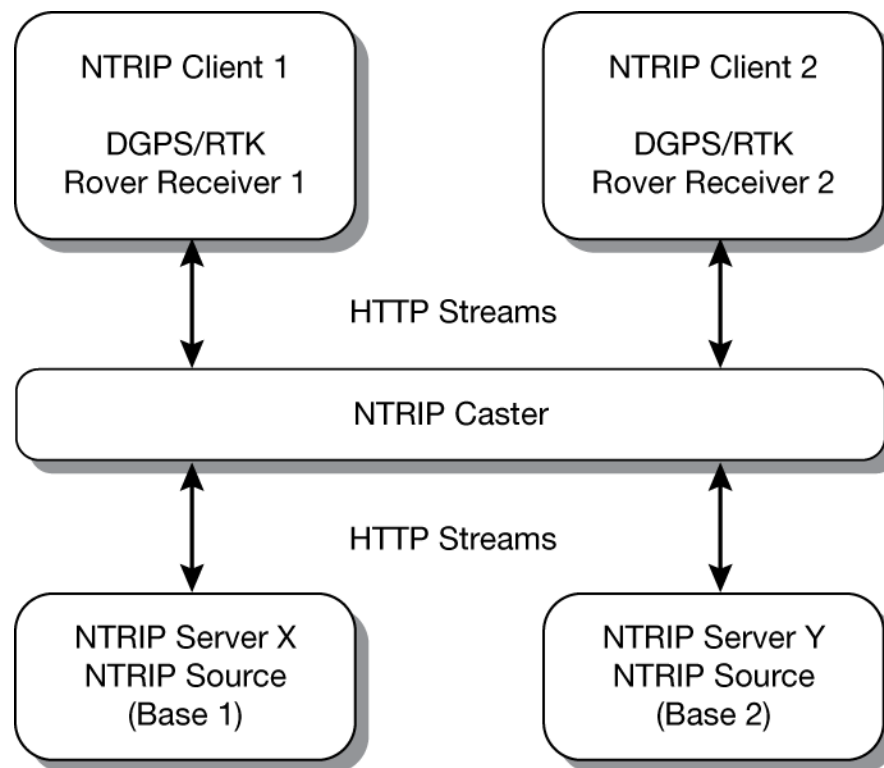 NTRIP Client 1
DGPS/RTK
Rover Receiver 1
NTRIP Client 2
DGPS/RTK
Rover Receiver 2
HTTP Streams
NTRIP Caster
HTTP Streams
NTRIP Server X
NTRIP Source
(Base 1)
NTRIP Server Y
NTRIP Source
(Base 2)